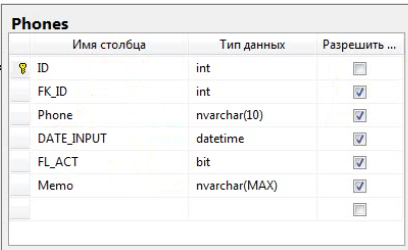 Phones
Имя столбца Тип данных Разрешить ...
ID int
FK_ID int
Phone nvarchar(10)
DATE_INPUT datetime
FL_ACT bit
Memo nvarchar(MAX)